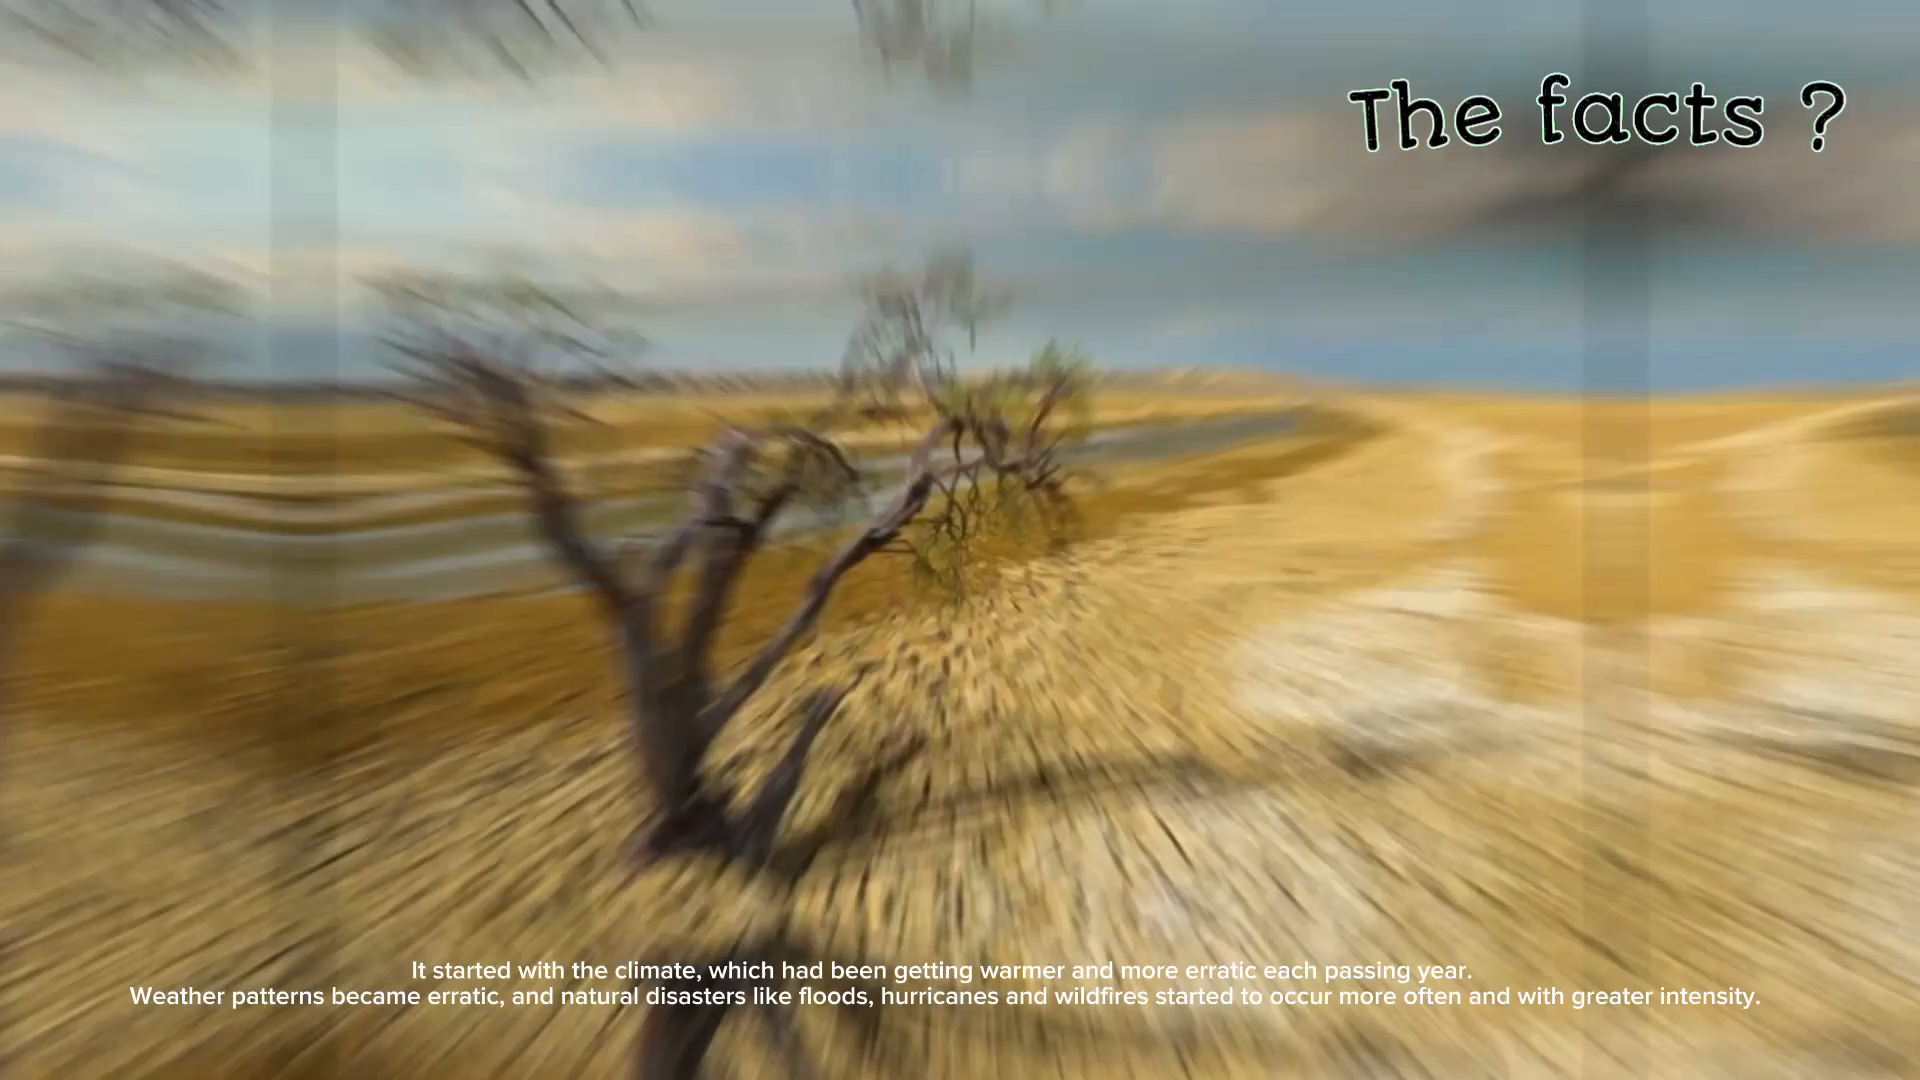 The facts ?
It started with the climate, which had been getting warmer and more erratic each passing year.
Weather patterns became erratic, and natural disasters like floods, hurricanes and wildfires started to occur more often and with greater intensity.